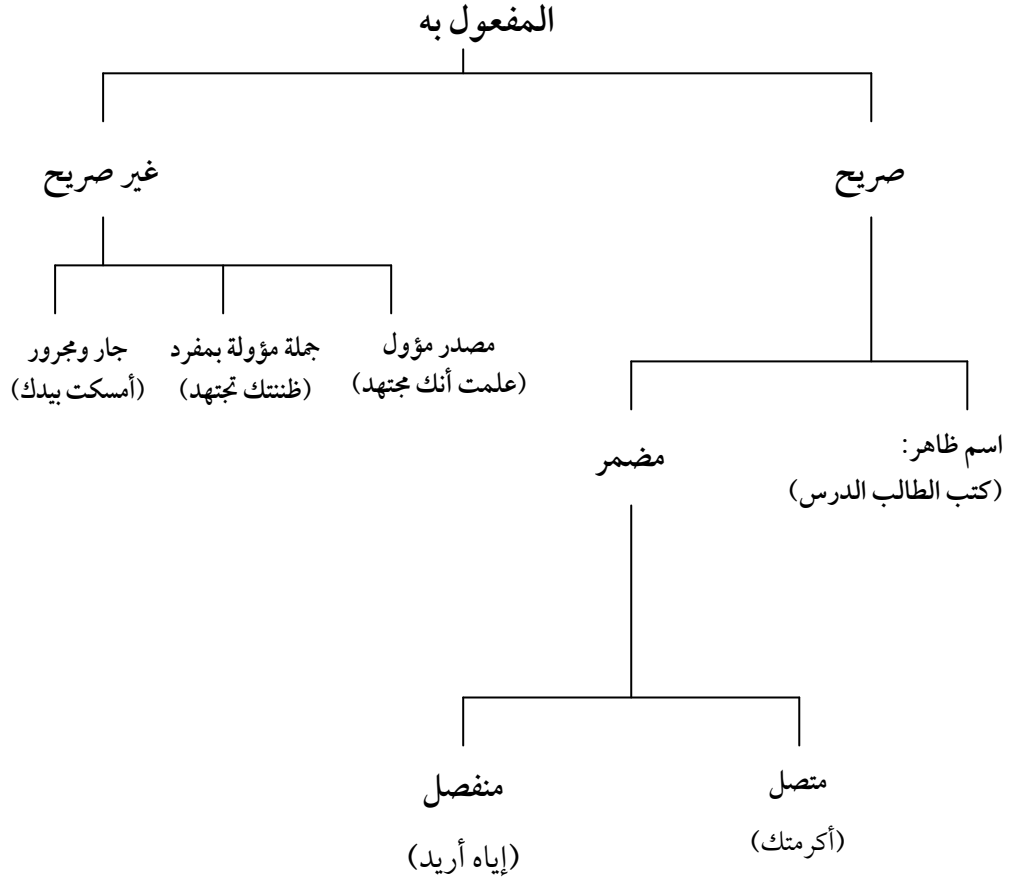 المفعول به
صريح
غير صريح
مصدر مؤول
(علمت أنك مجتهد)
جملة مؤولة بمفرد
(ظننتك تجتهد)
جار ومجرور
(أمسكت بيدك)
اسم ظاهر:
(كتب الطالب الدرس)
مضمر
متصل
(أكرمتك)
منفصل
(إياه أريد)